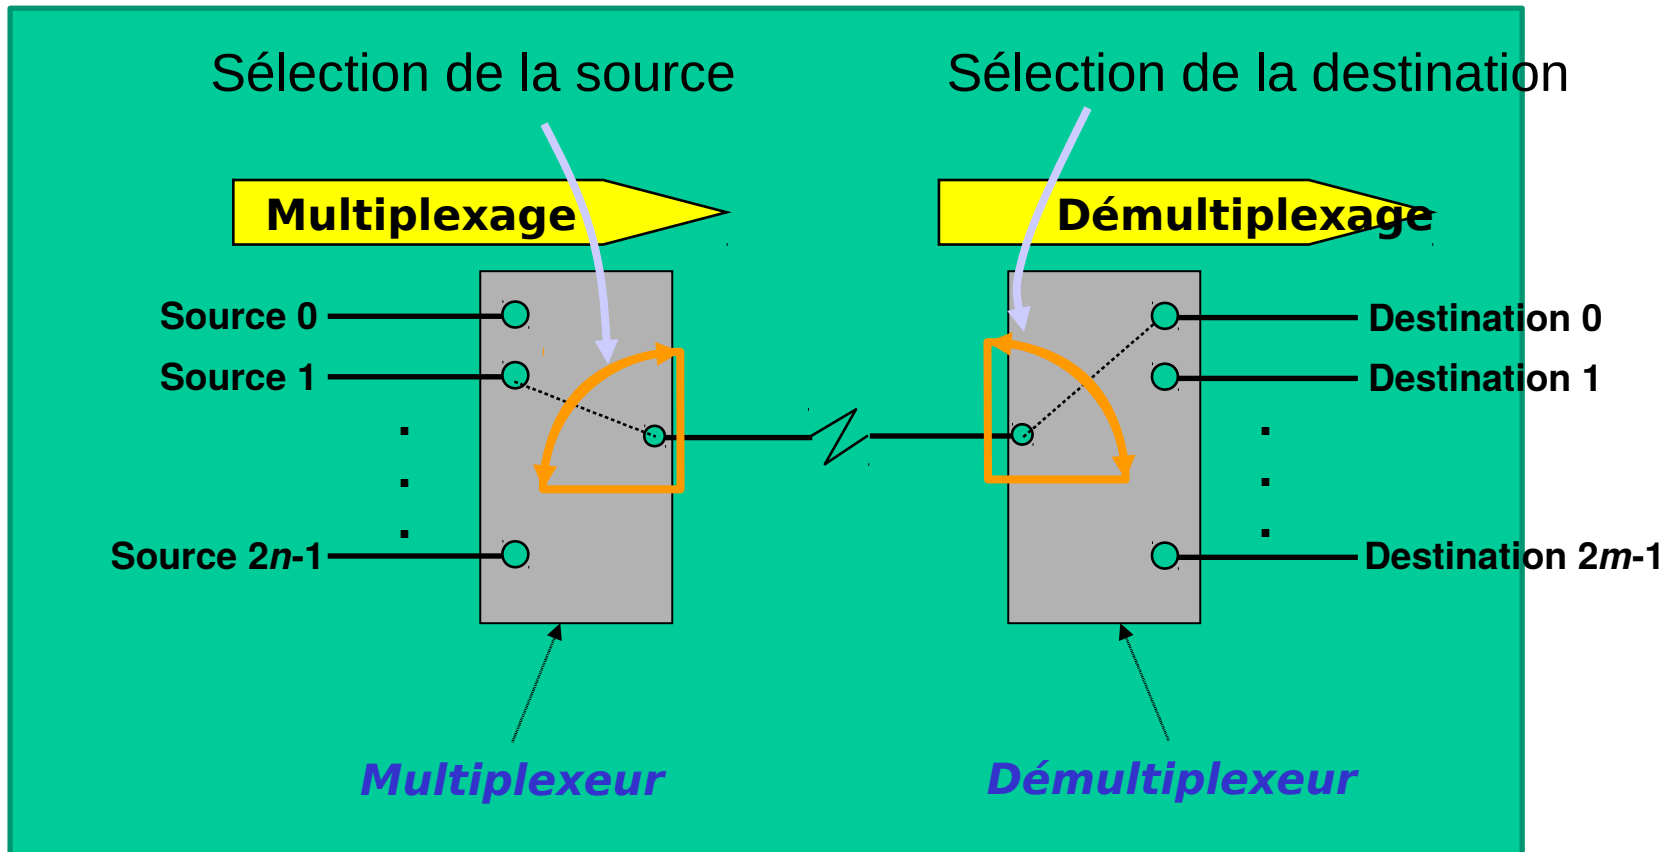 Sélection de la source
Sélection de la destination
Multiplexage
Démultiplexage
Source 0
Destination 0
Source 1
Destination 1
Source 2n-1
Destination 2m-1
Multiplexeur
Démultiplexeur